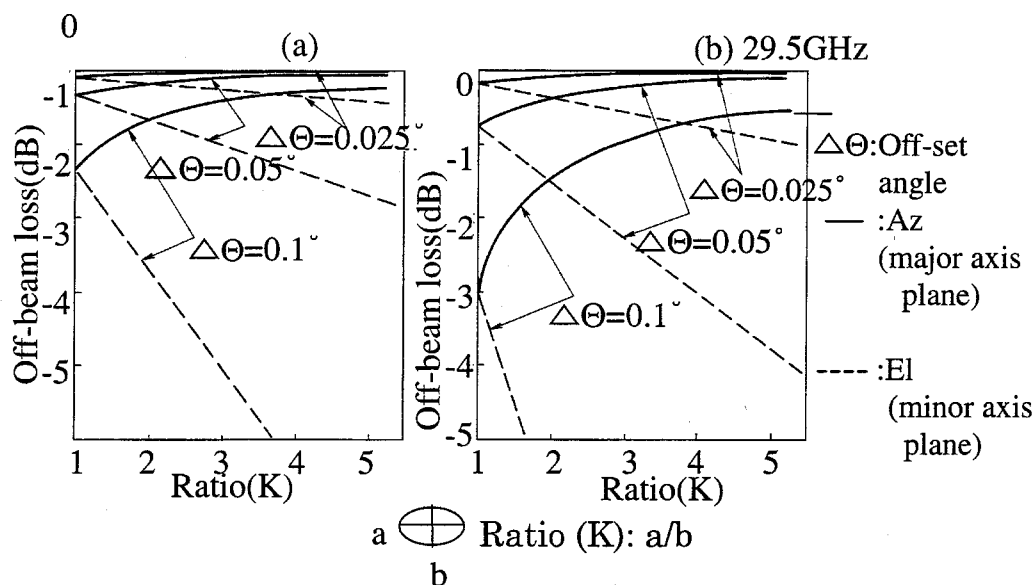 0
(a)
(b) 29.5GHz
-1
-2
-3
-4
-5
Off-beam loss(dB)
△Θ=0.025°
△Θ=0.05°
△Θ=0.1°
1 2 3 4 5
Ratio(K)
0
-1
-2
-3
-4
-5
Off-beam loss(dB)
△Θ=0.025°
△Θ=0.05°
△Θ=0.1°
1 2 3 4 5
Ratio(K)
△Θ:Off-set
angle
:Az
(major axis
plane)
:El
(minor axis
plane)
a
b
Ratio (K): a/b